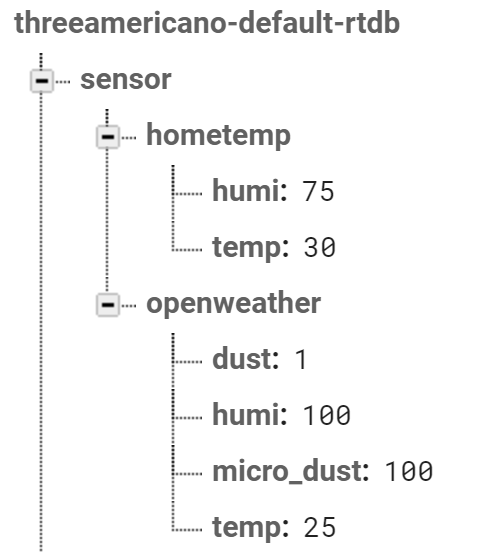 threeamericano-default-rtdb
sensor
hometemp
humi: 75
temp: 30
openweather
dust: 1
humi: 100
micro_dust: 100
temp: 25